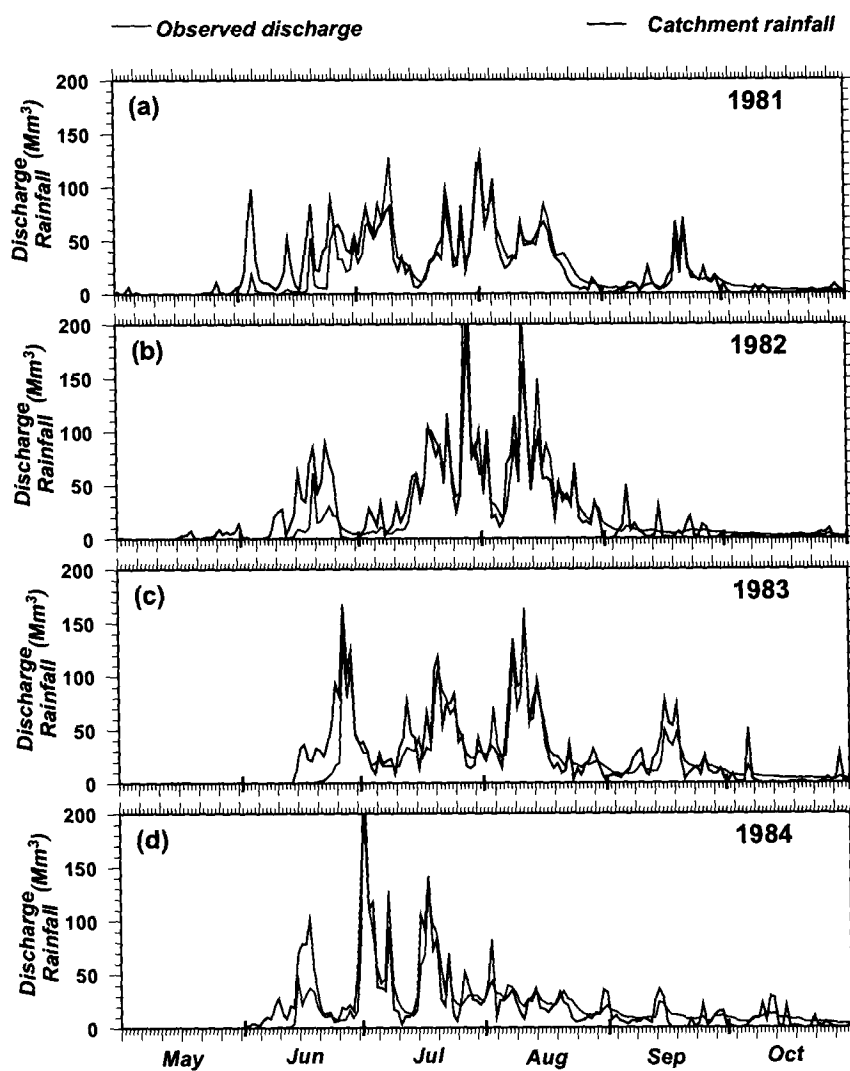 Observed discharge Catchment rainfall
(a) 1981
200
150
100
50
0
Discharge
Rainfall (Mm³)
(b) 1982
200
150
100
50
0
Discharge
Rainfall (Mm³)
(c) 1983
200
150
100
50
0
Discharge
Rainfall (Mm³)
(d) 1984
200
150
100
50
0
Discharge
Rainfall (Mm³)
May Jun Jul Aug Sep Oct